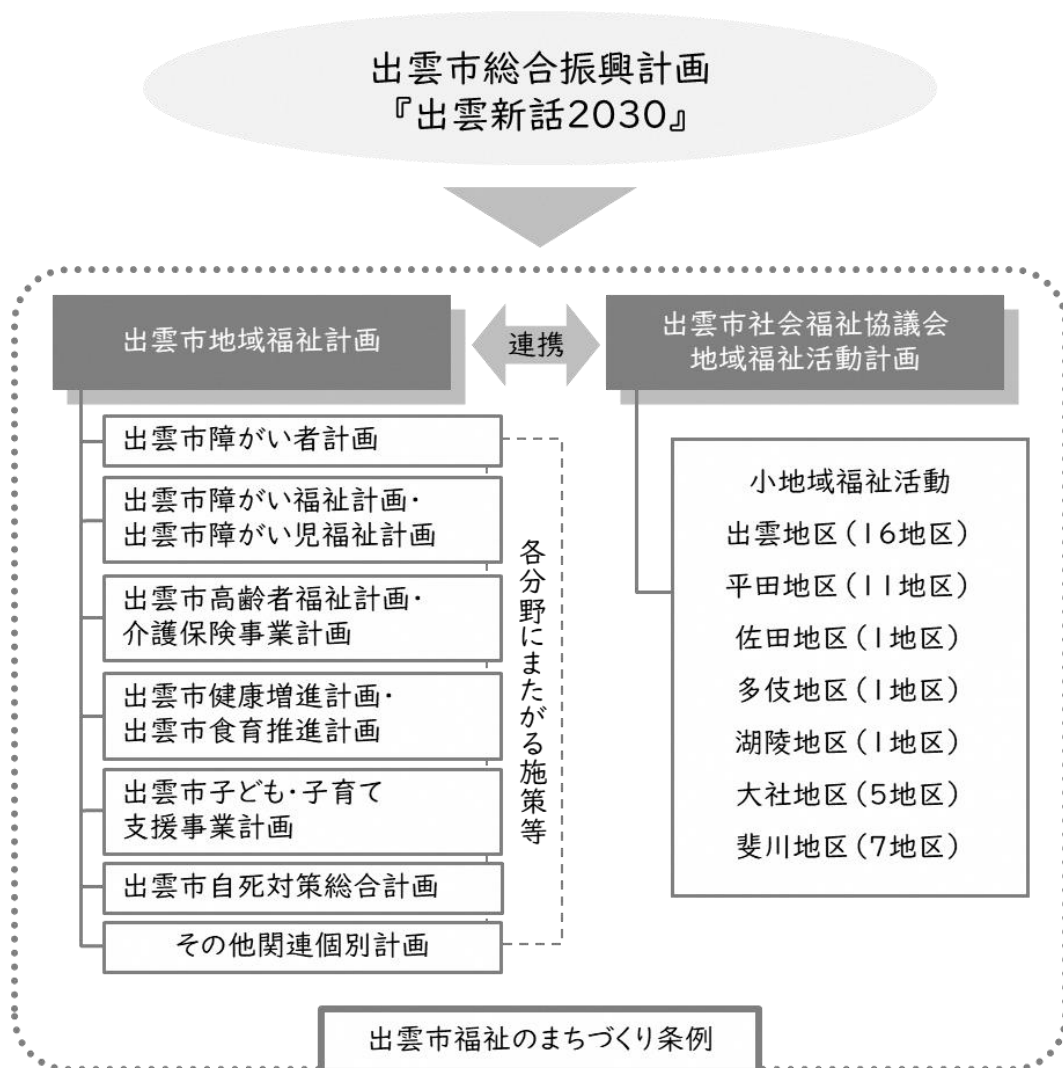 出雲市総合振興計画
『出雲新話2030』
出雲市地域福祉計画
連携
出雲市社会福祉協議会
地域福祉活動計画
出雲市障がい者計画
出雲市障がい福祉計画・
出雲市障がい児福祉計画
出雲市高齢者福祉計画・
介護保険事業計画
出雲市健康増進計画・
出雲市食育推進計画
出雲市子ども・子育て
支援事業計画
出雲市自死対策総合計画
その他関連個別計画
各分野にまたがる施策等
小地域福祉活動
出雲地区(16地区)
平田地区(11地区)
佐田地区(1地区)
多伎地区(1地区)
湖陵地区(1地区)
大社地区(5地区)
斐川地区(7地区)
出雲市福祉のまちづくり条例